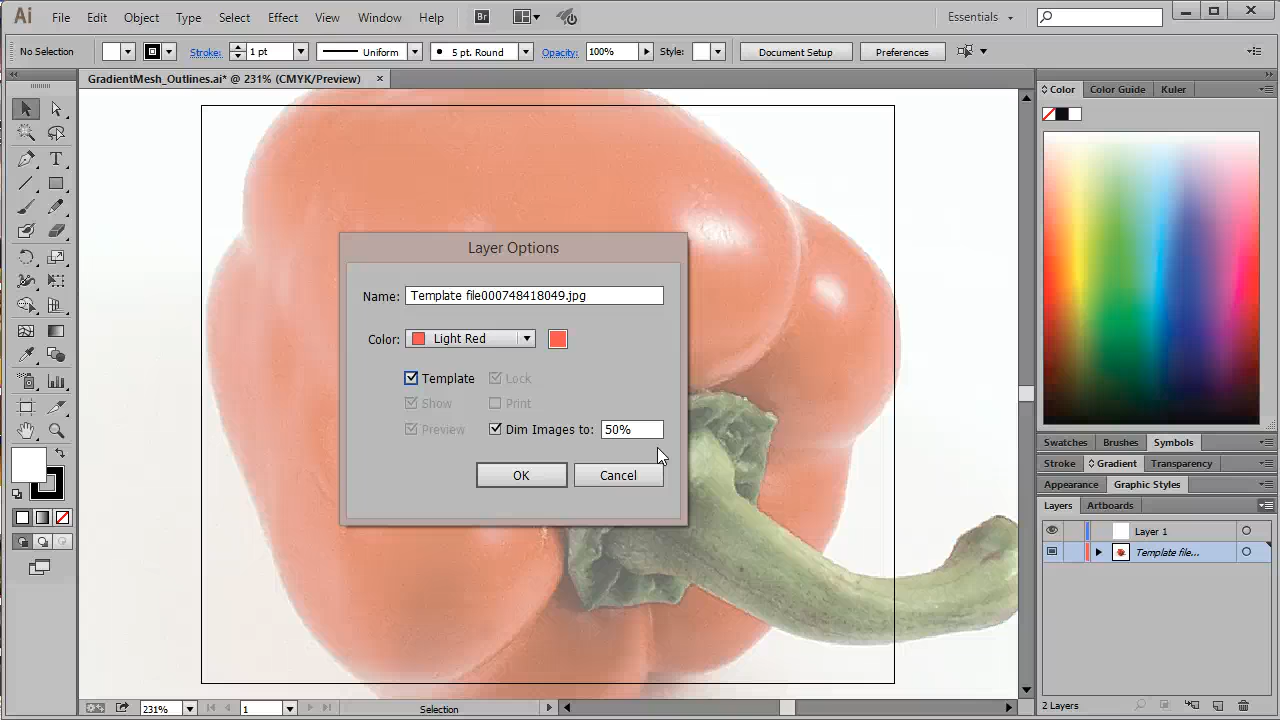 Ai File Edit Object Type Select Effect View Window Help Br Essentials
No Selection Stroke: 1 pt Uniform 5 pt. Round Opacity: 100% Style: Document Setup Preferences
GradientMesh_Outlines.ai* @ 231% (CMYK/Preview)
Color Color Guide Kuler
Layer Options
Name: Template file000748418049.jpg
Color: Light Red
Template Lock
Show Print
Preview Dim Images to: 50%
OK Cancel
Swatches Brushes Symbols
Stroke Gradient Transparency
Appearance Graphic Styles
Layers Artboards
Layer 1
Template file...
2 Layers
231% 1 Selection